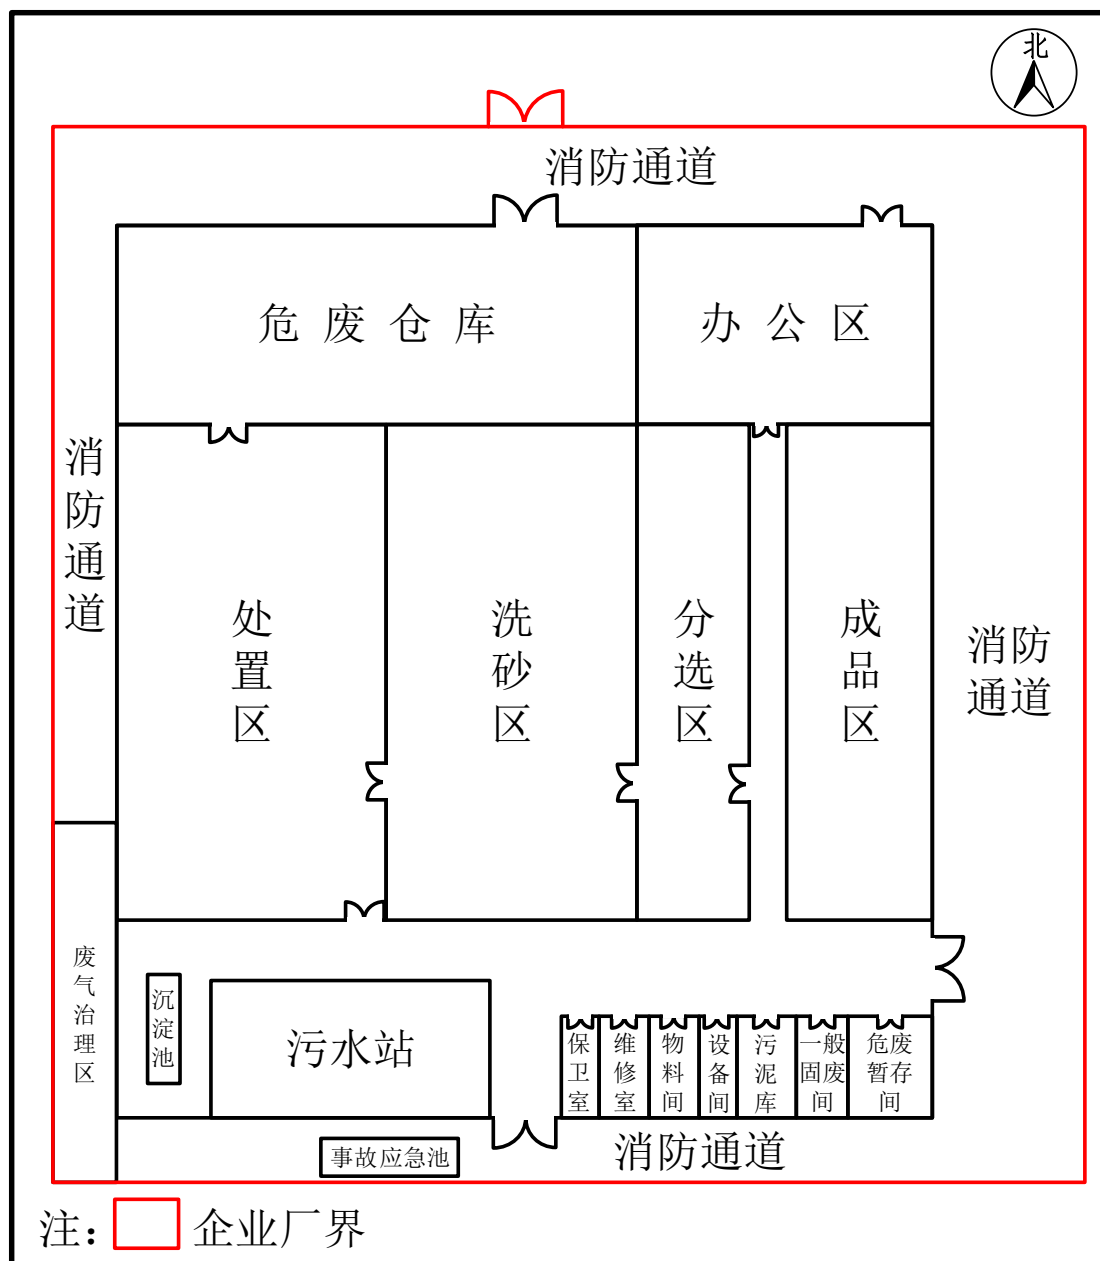 北
消防通道
危废仓库
办公区
消防通道
处置区
洗砂区
分选区
成品区
消防
通道
废气治理区
沉淀池
污水站
保卫室
维修室
物料间
设备间
污泥库
一般
固废
间
危废
暂存
间
事故应急池
消防通道
注：
企业厂界